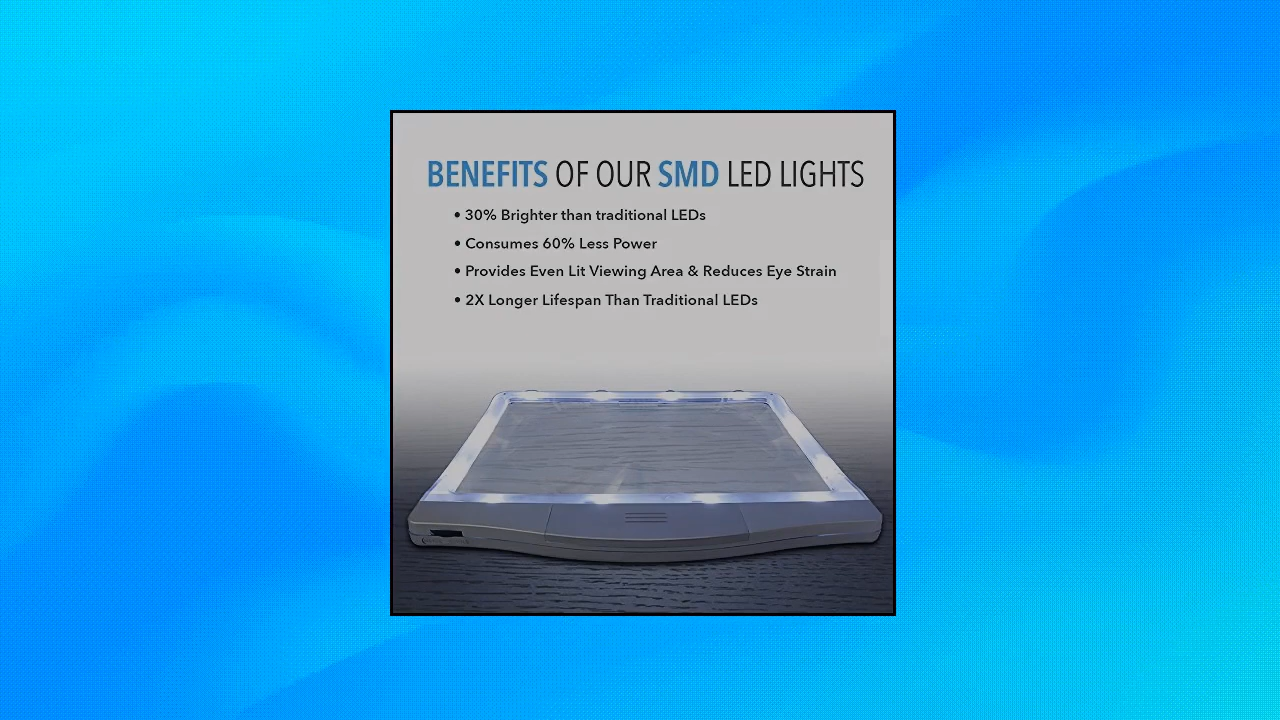 BENEFITS OF OUR SMD LED LIGHTS
• 30% Brighter than traditional LEDs
• Consumes 60% Less Power
• Provides Even Lit Viewing Area & Reduces Eye Strain
• 2X Longer Lifespan Than Traditional LEDs